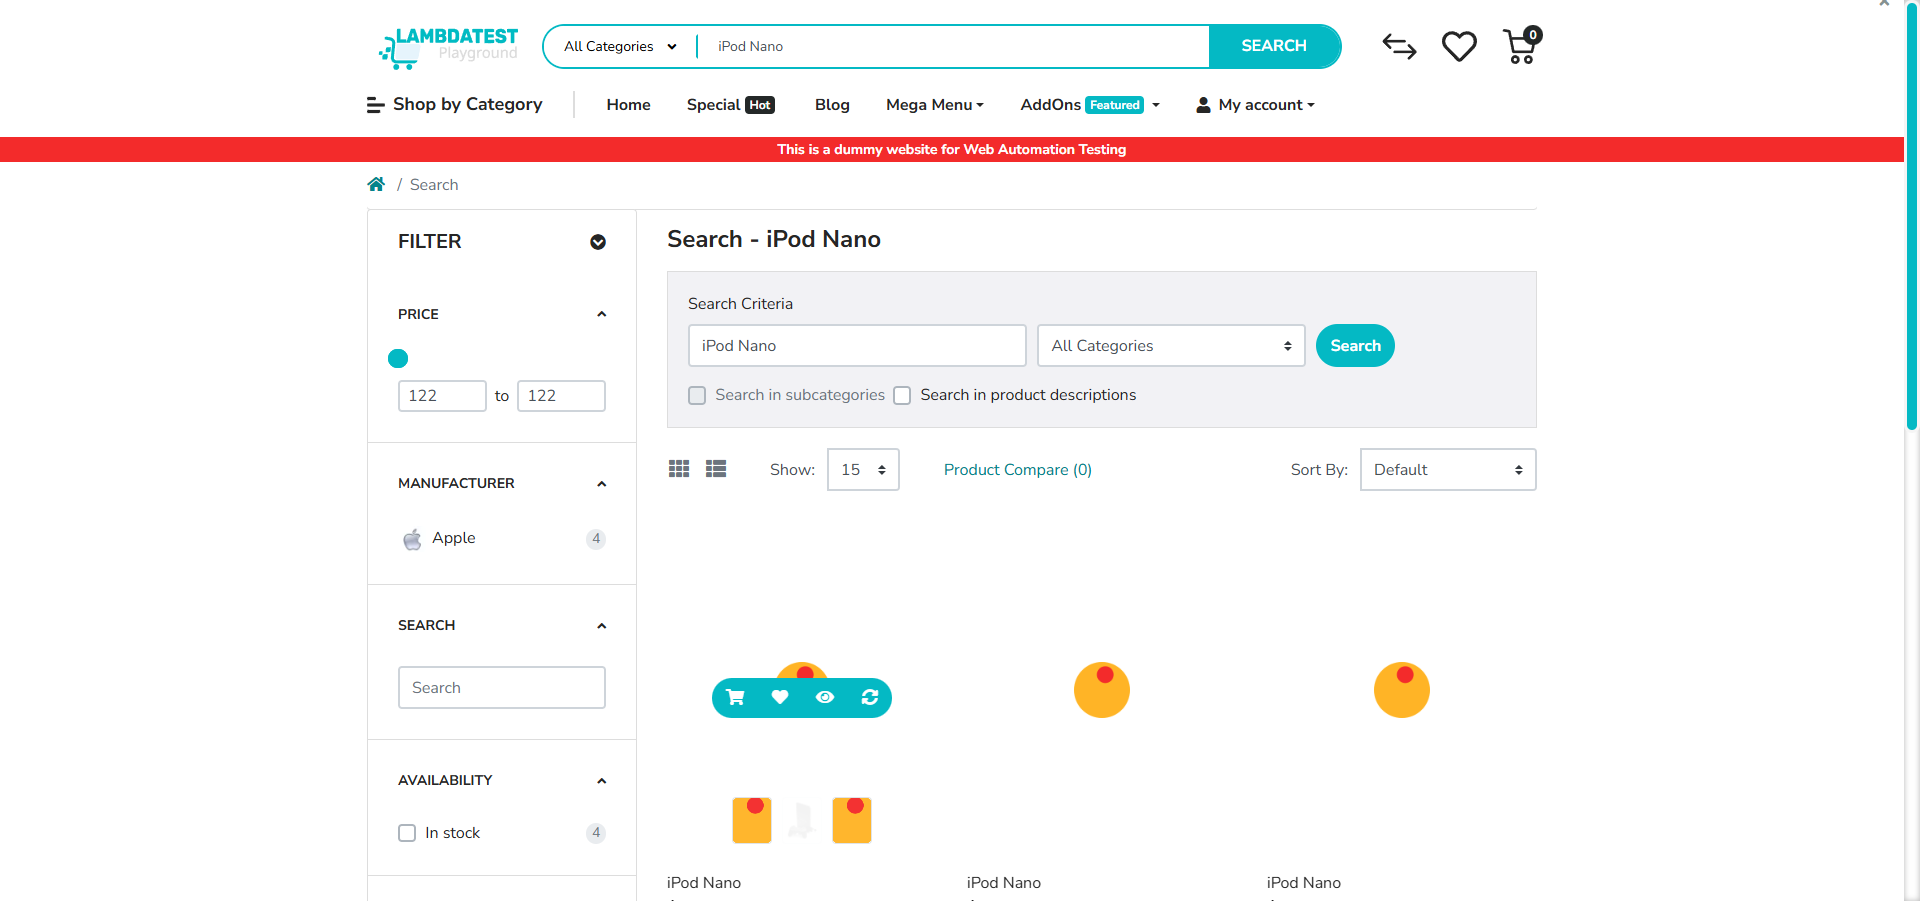 LAMBDATEST
Playground
All Categories
iPod Nano
SEARCH
0
Shop by Category
Home
Special Hot
Blog
Mega Menu
AddOns Featured
My account
This is a dummy website for Web Automation Testing
/ Search
FILTER
PRICE
122 to 122
MANUFACTURER
Apple 4
SEARCH
Search
AVAILABILITY
In stock 4
Search - iPod Nano
Search Criteria
iPod Nano
All Categories
Search
Search in subcategories
Search in product descriptions
Show: 15
Product Compare (0)
Sort By: Default
iPod Nano
iPod Nano
iPod Nano